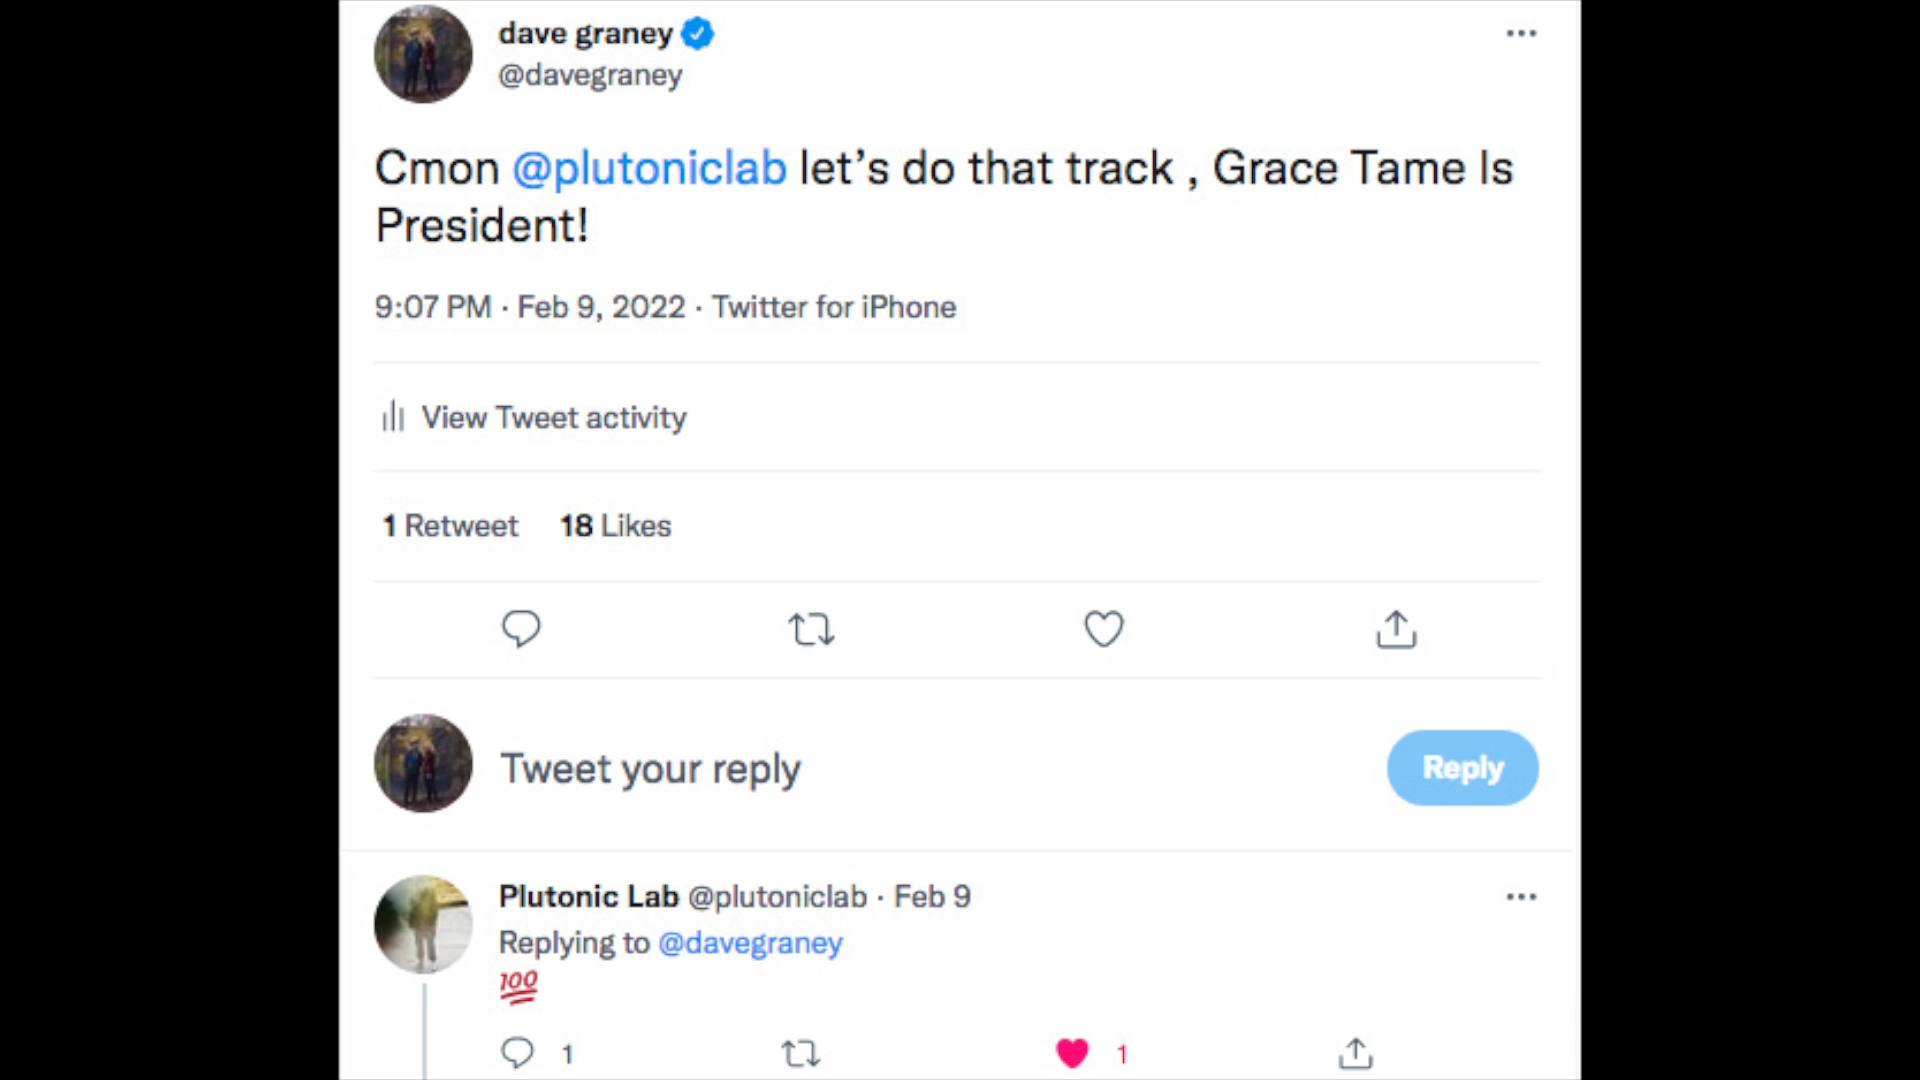 dave graney
@davegraney
Cmon @plutoniclab let's do that track , Grace Tame Is
President!
9:07 PM · Feb 9, 2022 · Twitter for iPhone
View Tweet activity
1 Retweet 18 Likes
Tweet your reply
Reply
Plutonic Lab @plutoniclab · Feb 9
Replying to @davegraney
💯
1 1